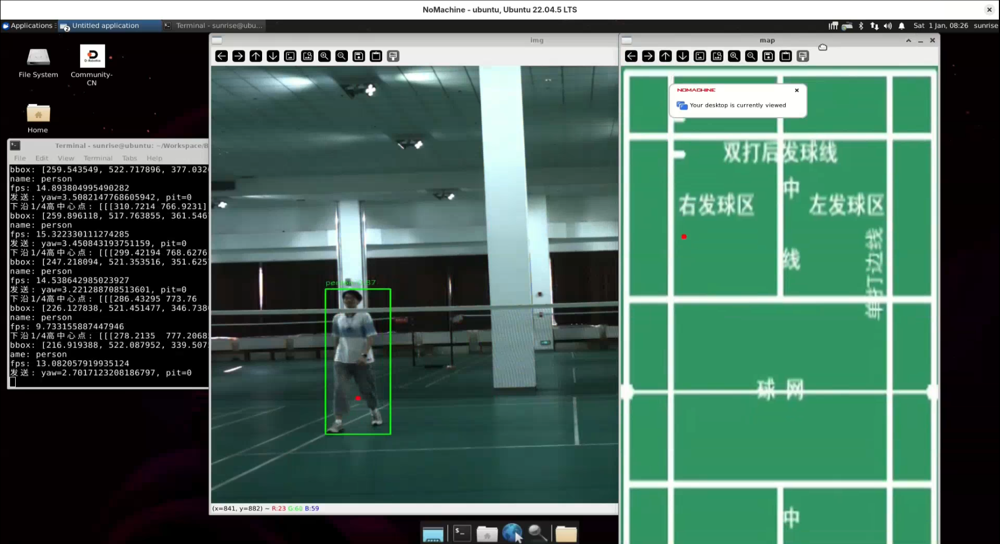 NoMachine - ubuntu, Ubuntu 22.04.5 LTS
Applications
2
Untitled application
Terminal - sunrise@ubu...
Sat 1 Jan, 08:26
sunrise
File System
Community-
CN
Home
Terminal - sunrise@ubuntu: ~/Workspace/B
File
Edit
View
Terminal
Tabs
Help
bbox: [259.543549, 522.717896, 377.032
name: person
fps: 14.893804995490282
发送: yaw=3.5082147768605942, pit=0
下沿1/4高中心点: [[[310.7214 766.9231]
bbox: [259.896118, 517.763855, 361.546
name: person
fps: 15.322330111274285
发送: yaw=3.450843193751159, pit=0
下沿1/4高中心点: [[[299.42194 768.6276
bbox: [247.218094, 521.353516, 351.625
name: person
fps: 14.538642985023927
发送: yaw=3.221288708513601, pit=0
下沿1/4高中心点: [[[286.43295 773.76
bbox: [226.127838, 521.451477, 346.738
name: person
fps: 9.733155887447946
下沿1/4高中心点: [[[278.2135 777.2068
bbox: [216.919388, 522.087952, 339.507
ame: person
fps: 13.082057919935124
发送: yaw=2.7017123208186797, pit=0
img
person 87
(x=841, y=882) ~ R:23 G:60 B:59
map
NOMACHINE
Your desktop is currently viewed
双打后发球线
中
右发球区
左发球区
线
单打边线
球 网
中